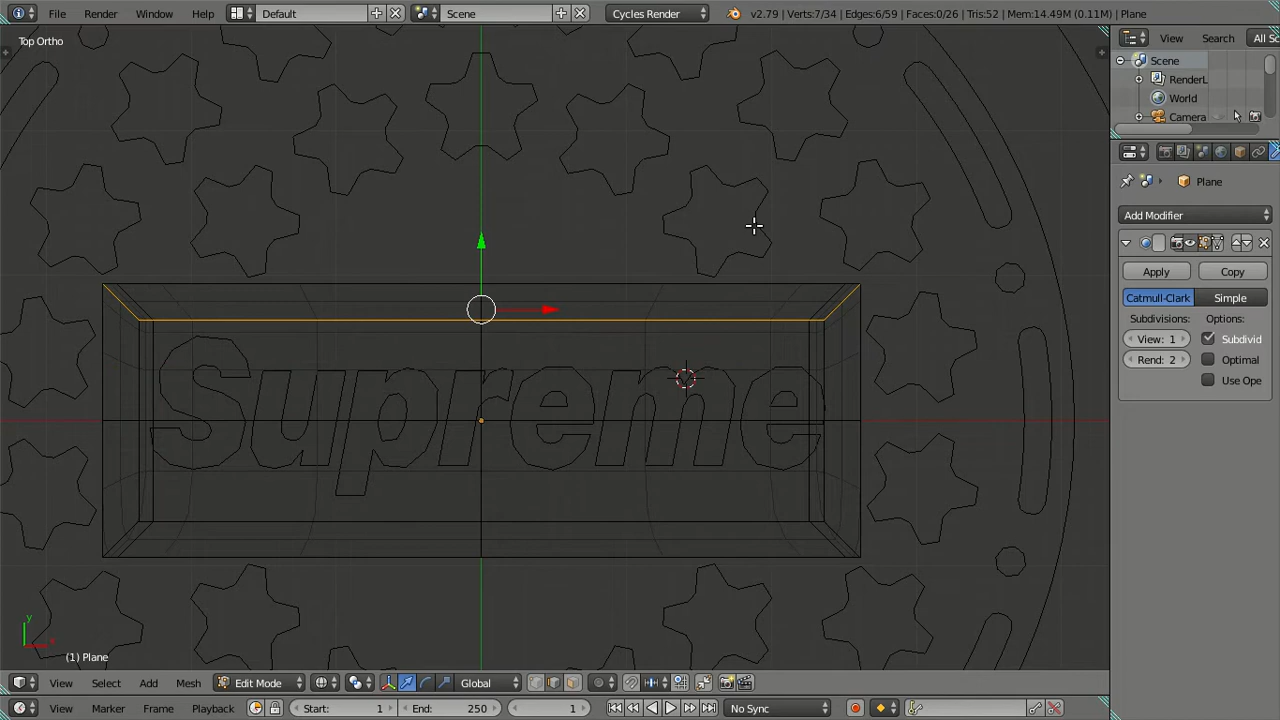 File Render Window Help Default Scene Cycles Render v2.79 | Verts:7/34 | Edges:6/59 | Faces:0/26 | Tris:52 | Mem:14.49M (0.11M) | Plane
Top Ortho
View Search All Sc
Scene
RenderL
World
Camera
Plane
Add Modifier
Apply Copy
Catmull-Clark Simple
Subdivisions: Options:
View: 1 Subdivid
Rend: 2 Optimal
Use Ope
Supreme
y
x
(1) Plane
View Select Add Mesh Edit Mode Global
View Marker Frame Playback Start: 1 End: 250 1 No Sync